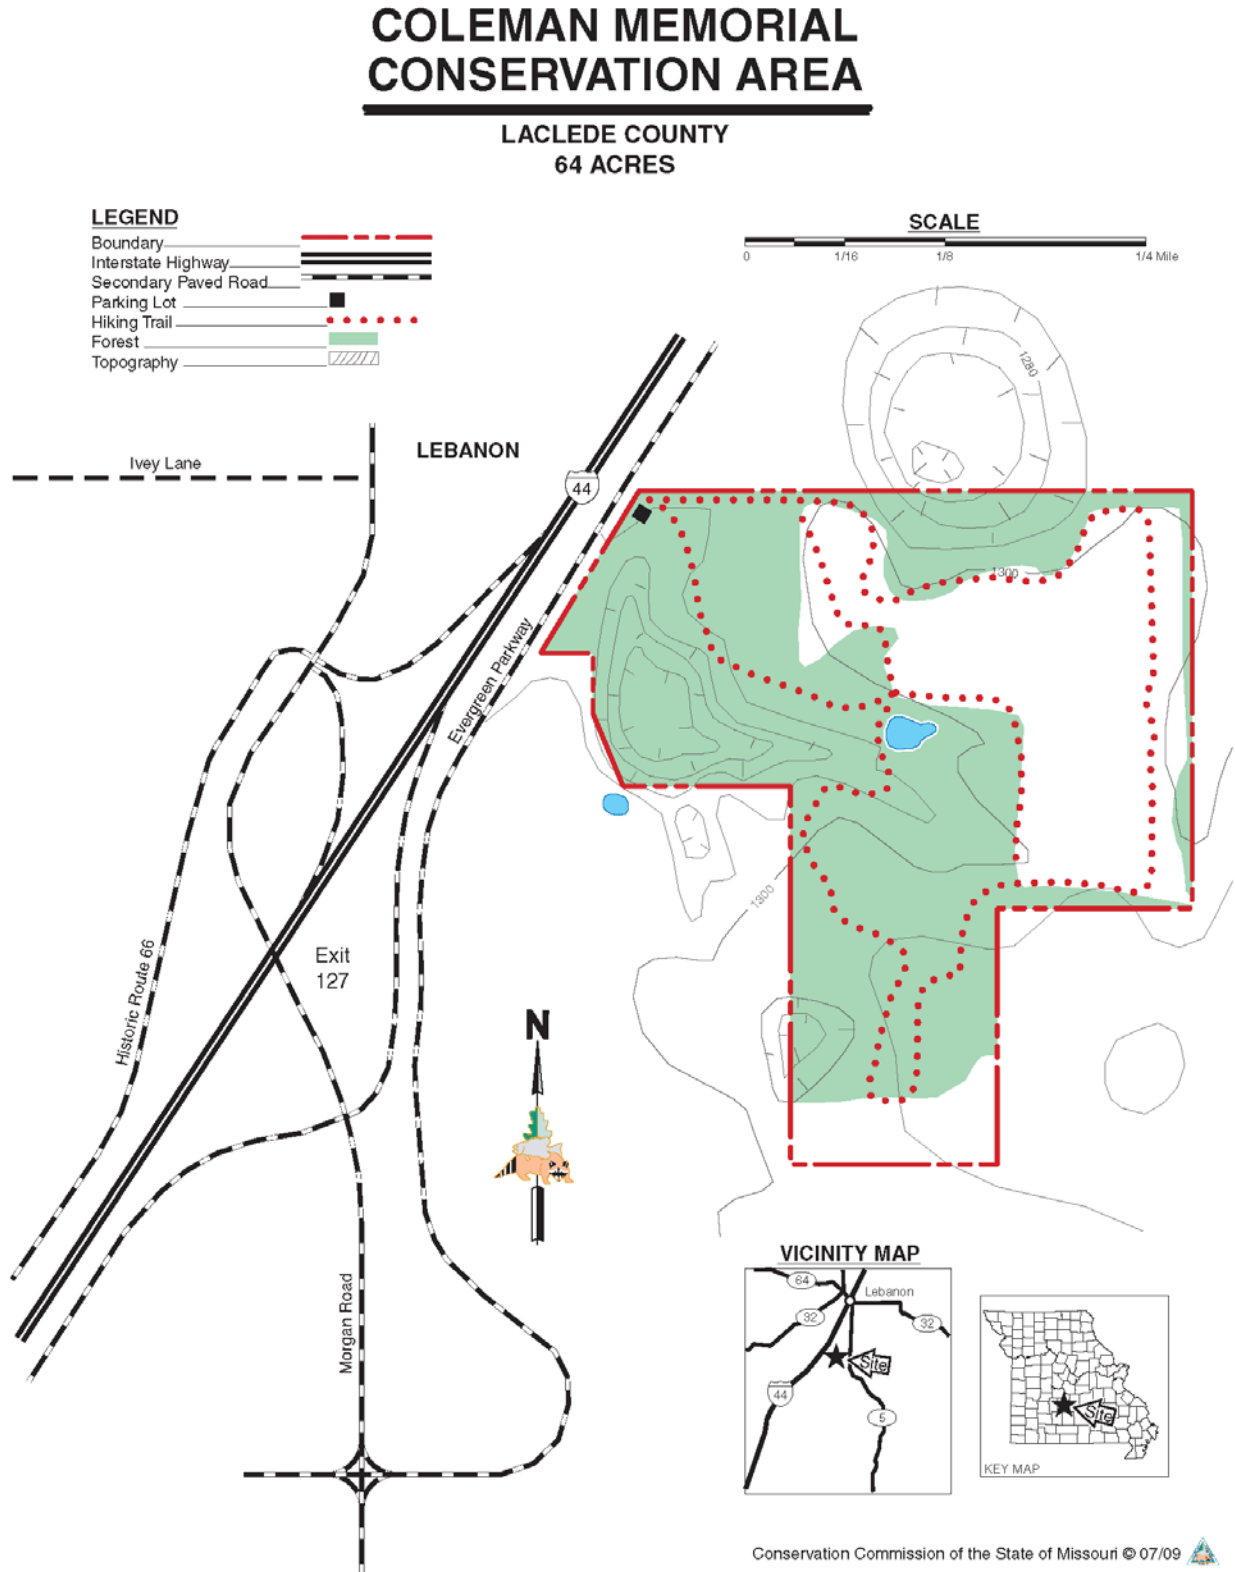 COLEMAN MEMORIAL
CONSERVATION AREA
LACLEDE COUNTY
64 ACRES
LEGEND
Boundary
Interstate Highway
Secondary Paved Road
Parking Lot
Hiking Trail
Forest
Topography
SCALE
0 1/16 1/8 1/4 Mile
1280
LEBANON
Ivey Lane
44
1300
Evergreen Parkway
1300
Exit
127
Historic Route 66
N
Morgan Road
VICINITY MAP
64
Lebanon
32
32
Site
44
5
Site
KEY MAP
Conservation Commission of the State of Missouri © 07/09